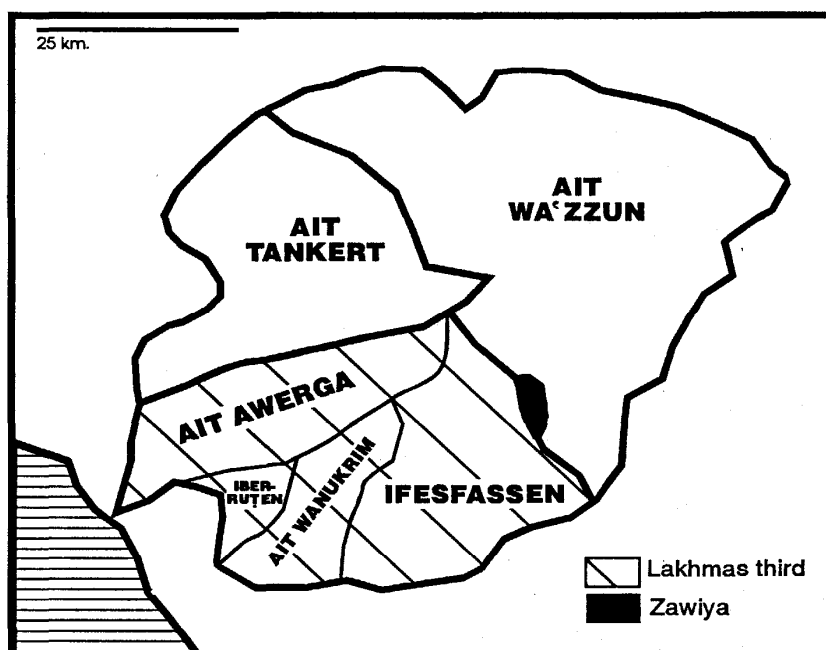 25 km.
AIT
WAʿZZUN
AIT
TANKERT
AIT AWERGA
IBER-
RUṬEN
AIT WANUKRIM
IFESFASSEN
Lakhmas third
Zawiya